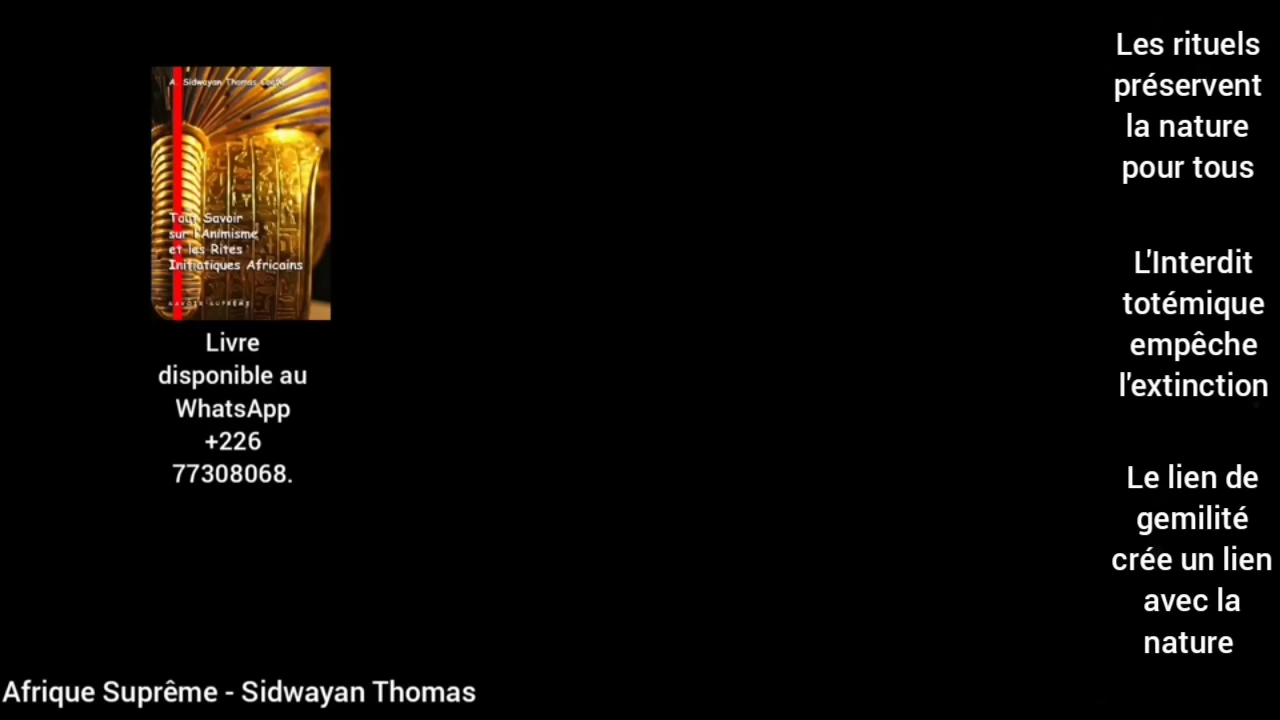 A. Sidwayan Thomas
Tout Savoir
sur l'Animisme
et les Rites
Initiatiques Africains
SAVOIR SUPRÊME
Livre
disponible au
WhatsApp
+226
77308068.
Les rituels
préservent
la nature
pour tous
L'Interdit
totémique
empêche
l'extinction
Le lien de
gemilité
crée un lien
avec la
nature
Afrique Suprême - Sidwayan Thomas